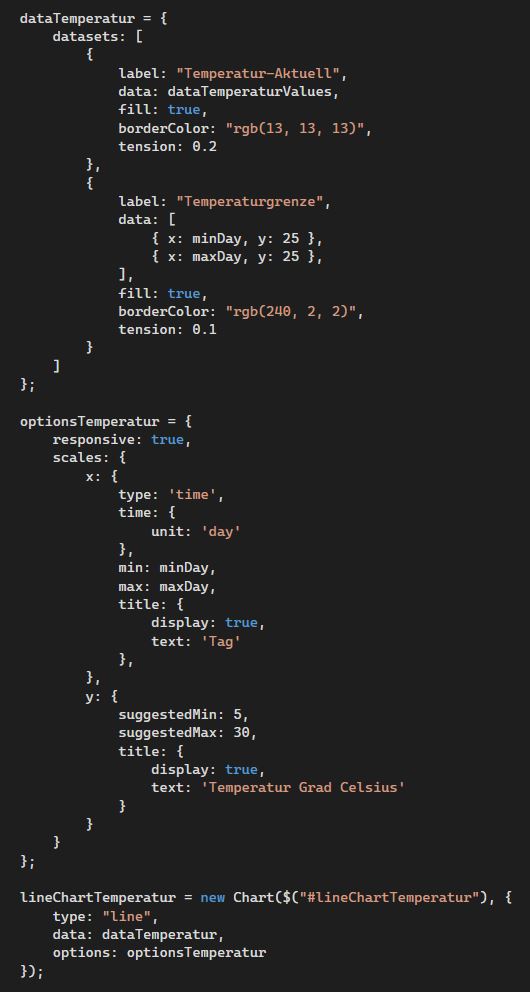 dataTemperatur = {
    datasets: [
        {
            label: "Temperatur-Aktuell",
            data: dataTemperaturValues,
            fill: true,
            borderColor: "rgb(13, 13, 13)",
            tension: 0.2
        },
        {
            label: "Temperaturgrenze",
            data: [
                { x: minDay, y: 25 },
                { x: maxDay, y: 25 },
            ],
            fill: true,
            borderColor: "rgb(240, 2, 2)",
            tension: 0.1
        }
    ]
};

optionsTemperatur = {
    responsive: true,
    scales: {
        x: {
            type: 'time',
            time: {
                unit: 'day'
            },
            min: minDay,
            max: maxDay,
            title: {
                display: true,
                text: 'Tag'
            },
        },
        y: {
            suggestedMin: 5,
            suggestedMax: 30,
            title: {
                display: true,
                text: 'Temperatur Grad Celsius'
            }
        }
    }
};

lineChartTemperatur = new Chart($("#lineChartTemperatur"), {
    type: "line",
    data: dataTemperatur,
    options: optionsTemperatur
});